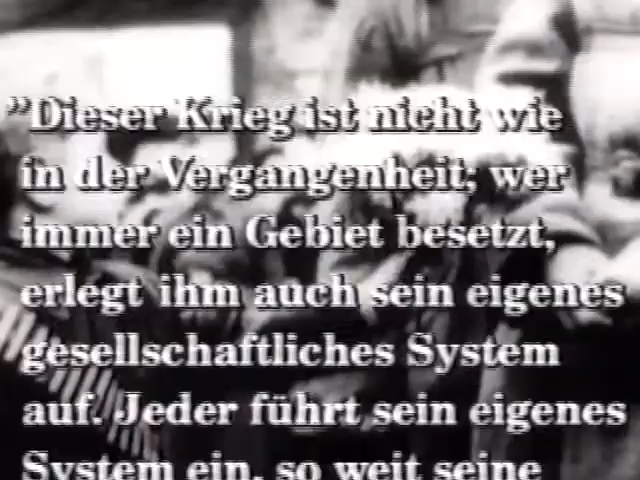 ”Dieser Krieg ist nicht wie
in der Vergangenheit; wer
immer ein Gebiet besetzt,
erlegt ihm auch sein eigenes
gesellschaftliches System
auf. Jeder führt sein eigenes
System ein, so weit seine